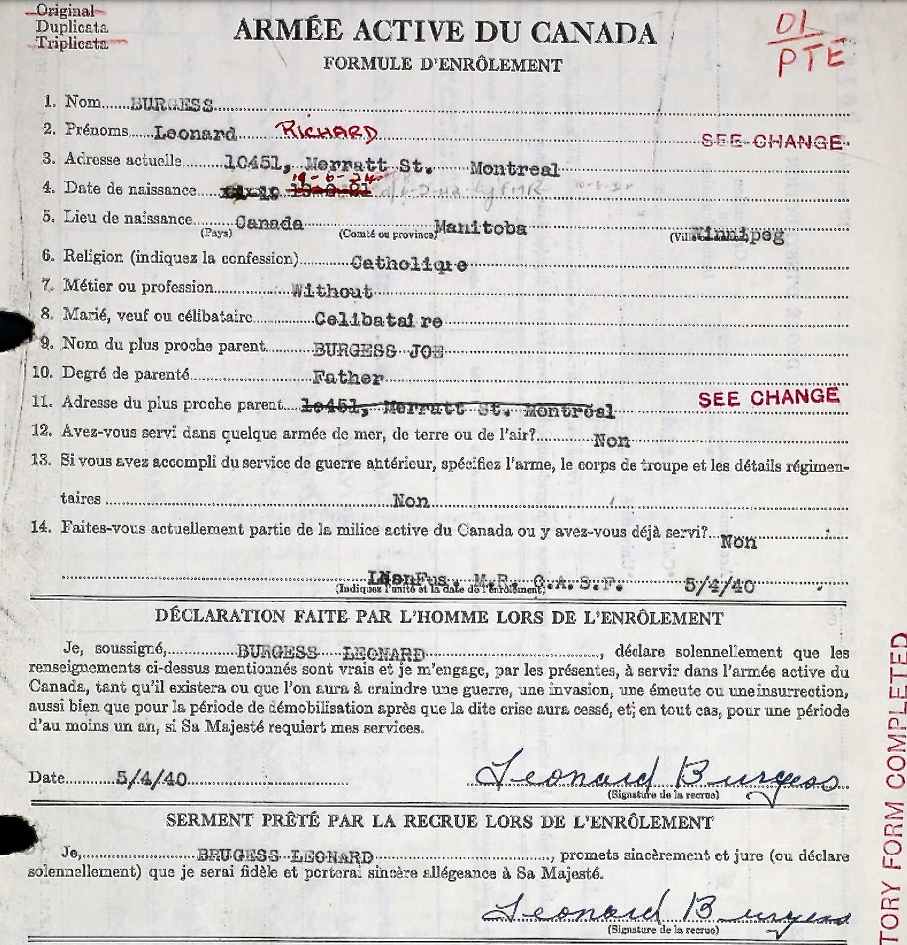 Original
Duplicata
Triplicata
ARMÉE ACTIVE DU CANADA
FORMULE D'ENRÔLEMENT
DL
PTE
1. Nom BURGESS
2. Prénoms Leonard RICHARD
SEE CHANGE
3. Adresse actuelle 10451, Merratt St. Montreal
19-6-24
4. Date de naissance 13-6-21
5. Lieu de naissance Canada Manitoba Winnipeg
(Pays) (Comté ou province) (Ville)
6. Religion (indiquez la confession) Catholique
7. Métier ou profession Without
8. Marié, veuf ou célibataire Celibataire
9. Nom du plus proche parent BURGESS JOE
10. Degré de parenté Father
11. Adresse du plus proche parent 10451, Merratt St. Montreal
SEE CHANGE
12. Avez-vous servi dans quelque armée de mer, de terre ou de l'air? Non
13. Si vous avez accompli du service de guerre antérieur, spécifiez l'arme, le corps de troupe et les détails régimen-
taires Non
14. Faites-vous actuellement partie de la milice active du Canada ou y avez-vous déjà servi? Non
Fus. M.R. C.A.S.F. 5/4/40
(Indiquez l'unité et la date de l'enrôlement)
DÉCLARATION FAITE PAR L'HOMME LORS DE L'ENRÔLEMENT
Je, soussigné, BURGESS LEONARD, déclare solennellement que les
renseignements ci-dessus mentionnés sont vrais et je m'engage, par les présentes, à servir dans l'armée active du
Canada, tant qu'il existera ou que l'on aura à craindre une guerre, une invasion, une émeute ou une insurrection,
aussi bien que pour la période de démobilisation après que la dite crise aura cessé, et, en tout cas, pour une période
d'au moins un an, si Sa Majesté requiert mes services.
Date 5/4/40
Leonard Burgess
(Signature de la recrue)
SERMENT PRÊTÉ PAR LA RECRUE LORS DE L'ENRÔLEMENT
Je, BRUGESS LEONARD, promets sincèrement et jure (ou déclare
solennellement) que je serai fidèle et porterai sincère allégeance à Sa Majesté.
Leonard Burgess
(Signature de la recrue)
TORY FORM COMPLETED